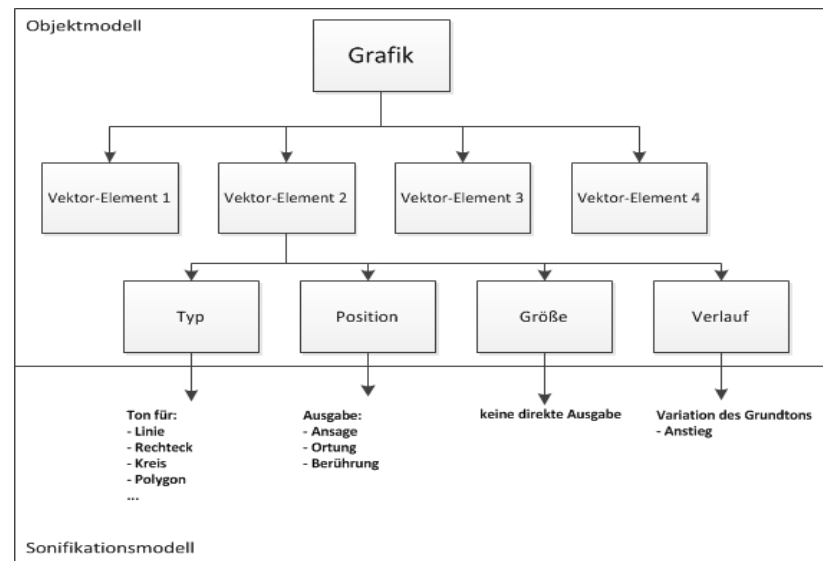 Objektmodell
Grafik
Vektor-Element 1
Vektor-Element 2
Vektor-Element 3
Vektor-Element 4
Typ
Position
Größe
Verlauf
Ton für:
- Linie
- Rechteck
- Kreis
- Polygon
...
Ausgabe:
- Ansage
- Ortung
- Berührung
keine direkte Ausgabe
Variation des Grundtons
- Anstieg
Sonifikationsmodell